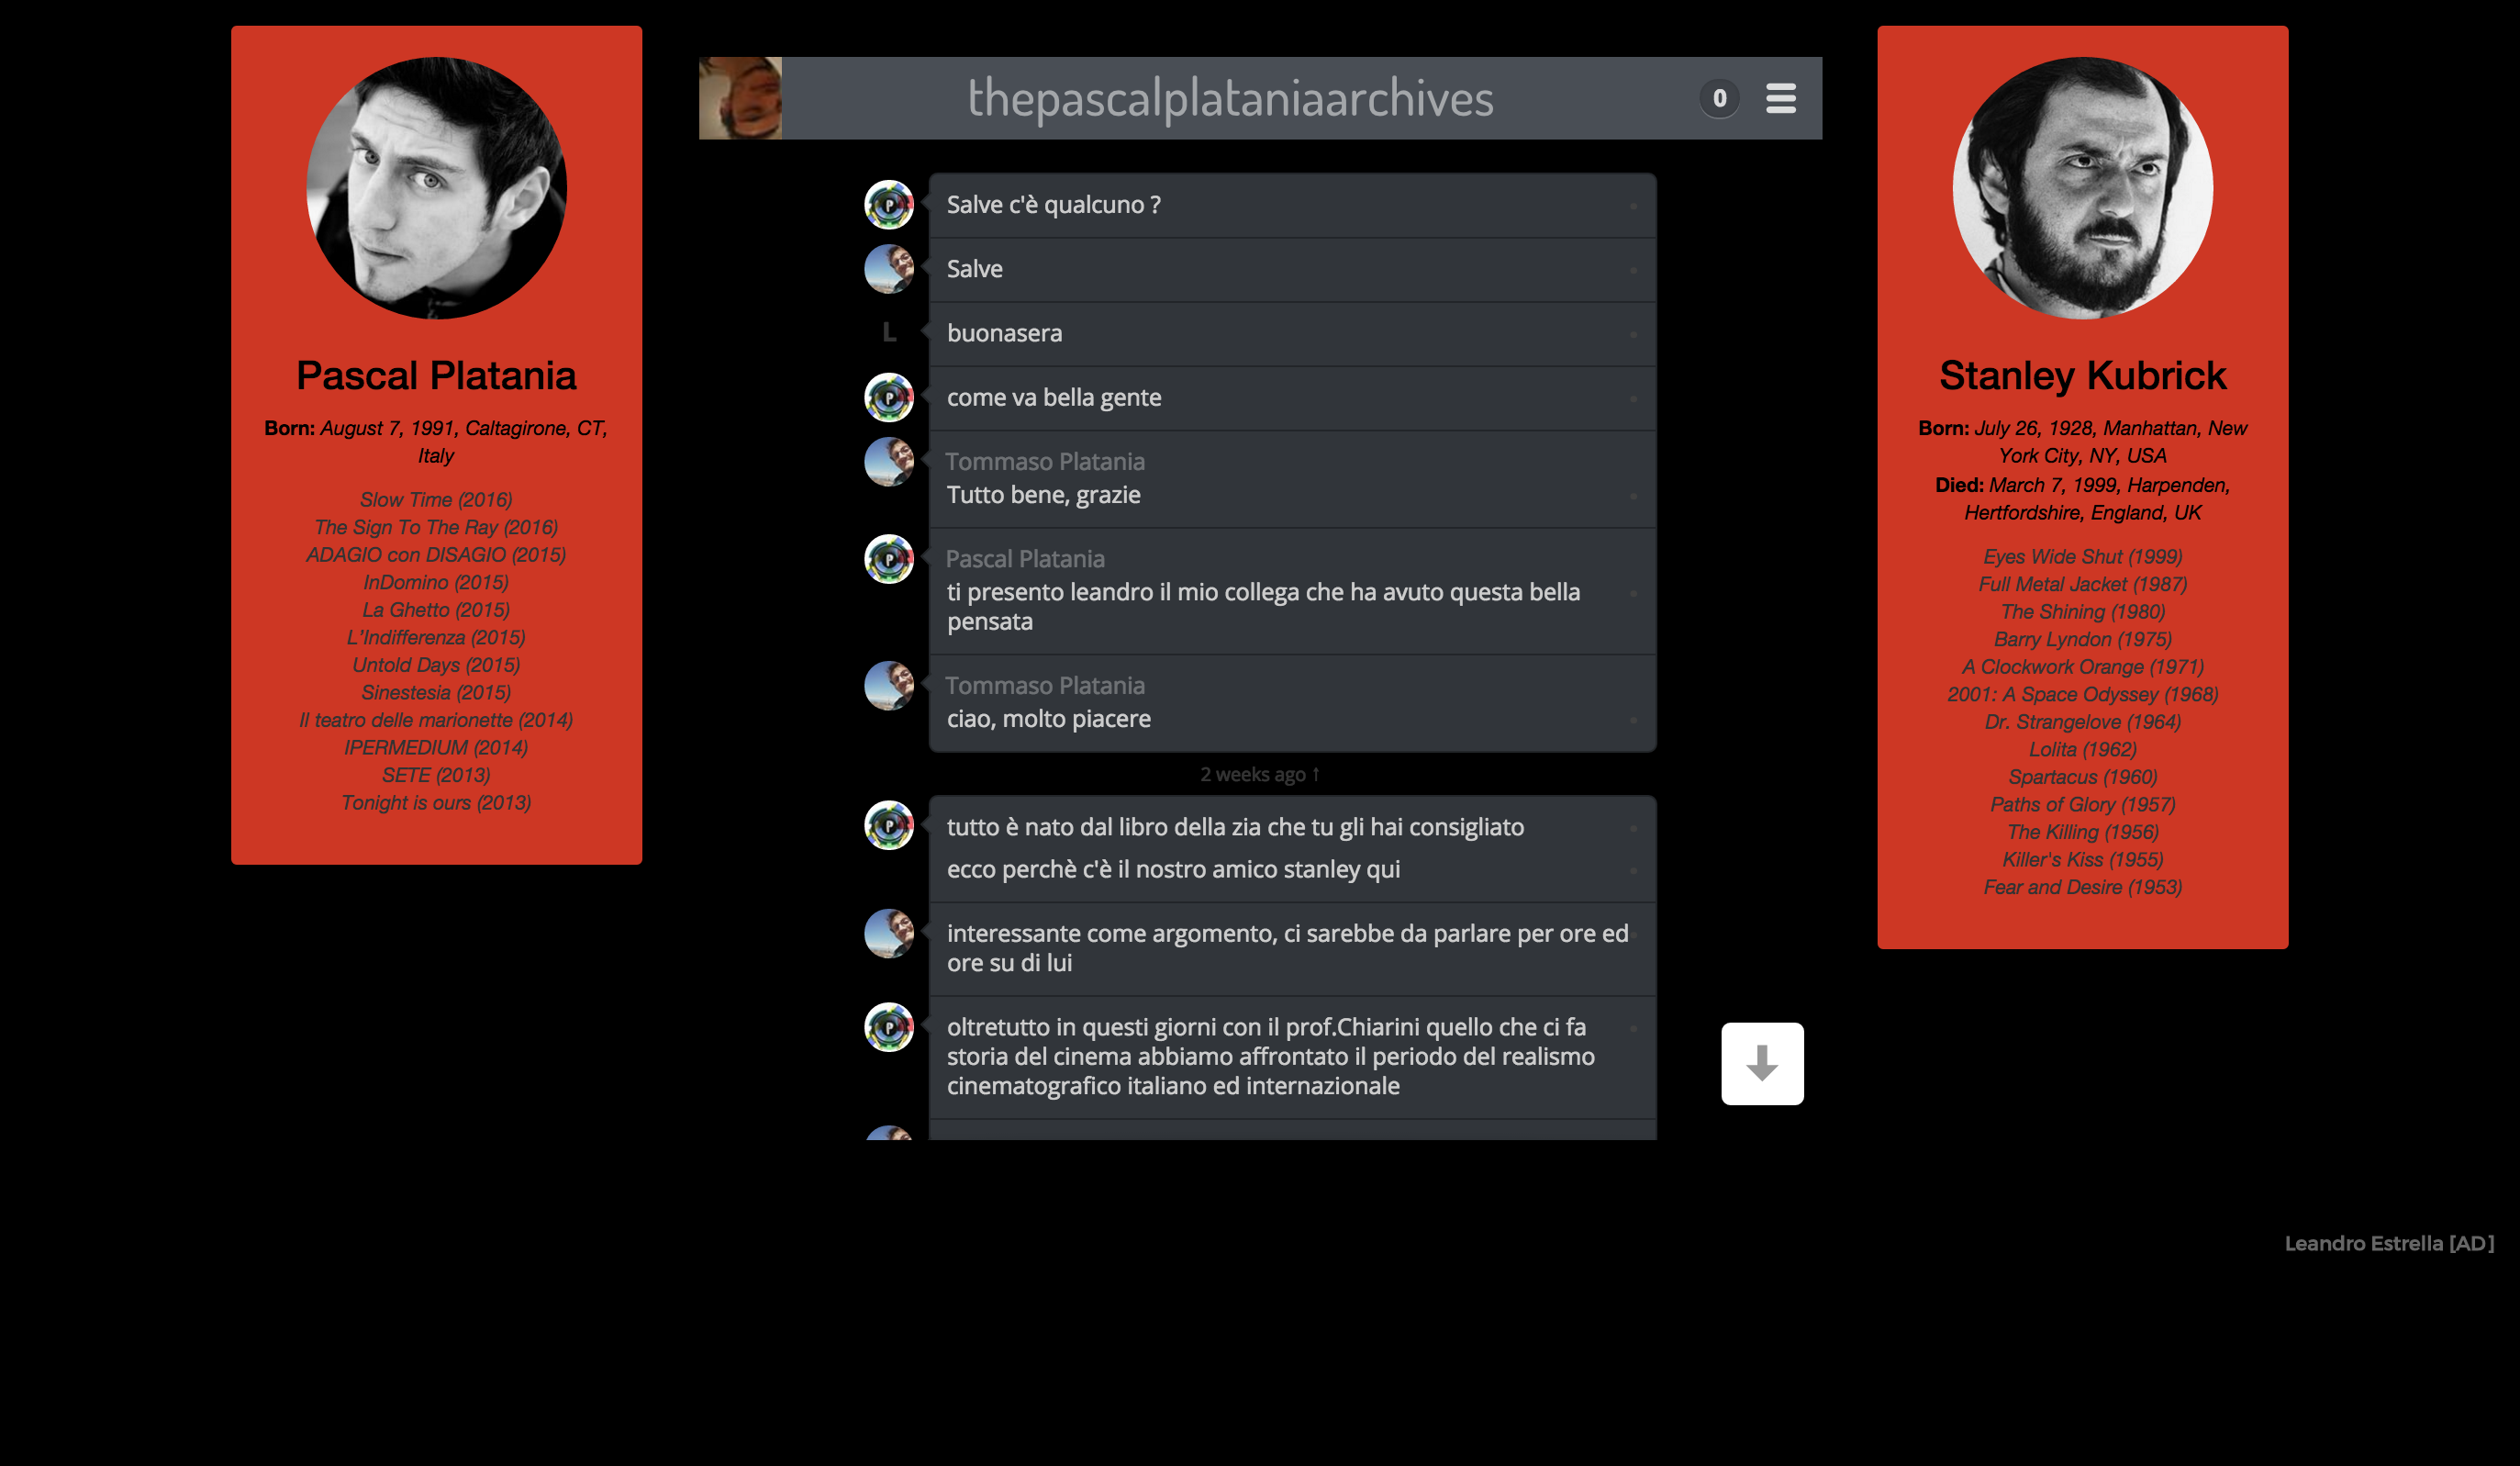 Pascal Platania
Born: August 7, 1991, Caltagirone, CT,
Italy
Slow Time (2016)
The Sign To The Ray (2016)
ADAGIO con DISAGIO (2015)
InDomino (2015)
La Ghetto (2015)
L'Indifferenza (2015)
Untold Days (2015)
Sinestesia (2015)
Il teatro delle marionette (2014)
IPERMEDIUM (2014)
SETE (2013)
Tonight is ours (2013)
thepascalplataniaarchives
0
P
Salve c'è qualcuno ?
Salve
L
buonasera
P
come va bella gente
Tommaso Platania
Tutto bene, grazie
P
Pascal Platania
ti presento leandro il mio collega che ha avuto questa bella
pensata
Tommaso Platania
ciao, molto piacere
2 weeks ago ↑
P
tutto è nato dal libro della zia che tu gli hai consigliato
ecco perchè c'è il nostro amico stanley qui
interessante come argomento, ci sarebbe da parlare per ore ed
ore su di lui
P
oltretutto in questi giorni con il prof.Chiarini quello che ci fa
storia del cinema abbiamo affrontato il periodo del realismo
cinematografico italiano ed internazionale
Stanley Kubrick
Born: July 26, 1928, Manhattan, New
York City, NY, USA
Died: March 7, 1999, Harpenden,
Hertfordshire, England, UK
Eyes Wide Shut (1999)
Full Metal Jacket (1987)
The Shining (1980)
Barry Lyndon (1975)
A Clockwork Orange (1971)
2001: A Space Odyssey (1968)
Dr. Strangelove (1964)
Lolita (1962)
Spartacus (1960)
Paths of Glory (1957)
The Killing (1956)
Killer's Kiss (1955)
Fear and Desire (1953)
Leandro Estrella [AD]